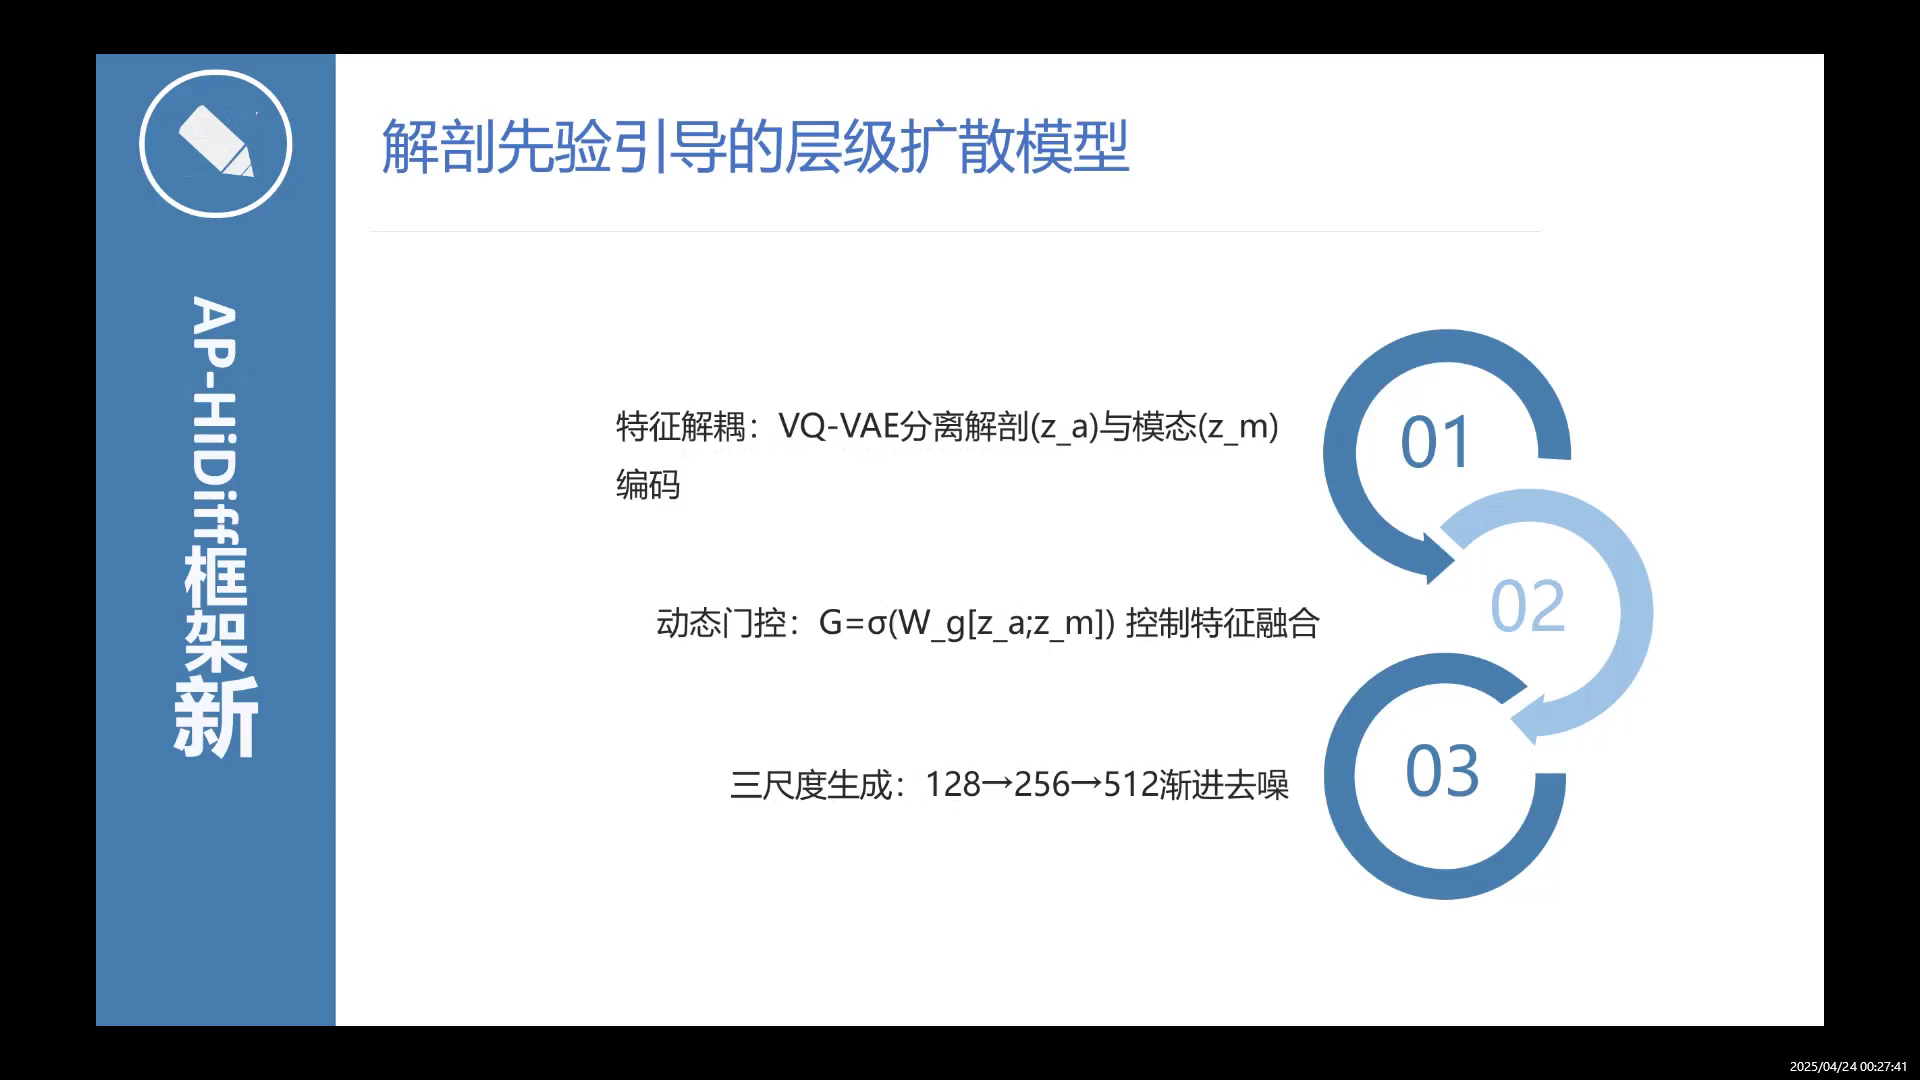 解剖先验引导的层级扩散模型
AP-HiDiff框架新
特征解耦：VQ-VAE分离解剖(z_a)与模态(z_m)
编码
01
动态门控：G=σ(W_g[z_a;z_m]) 控制特征融合
02
三尺度生成：128→256→512渐进去噪
03
2025/04/24 00:27:41